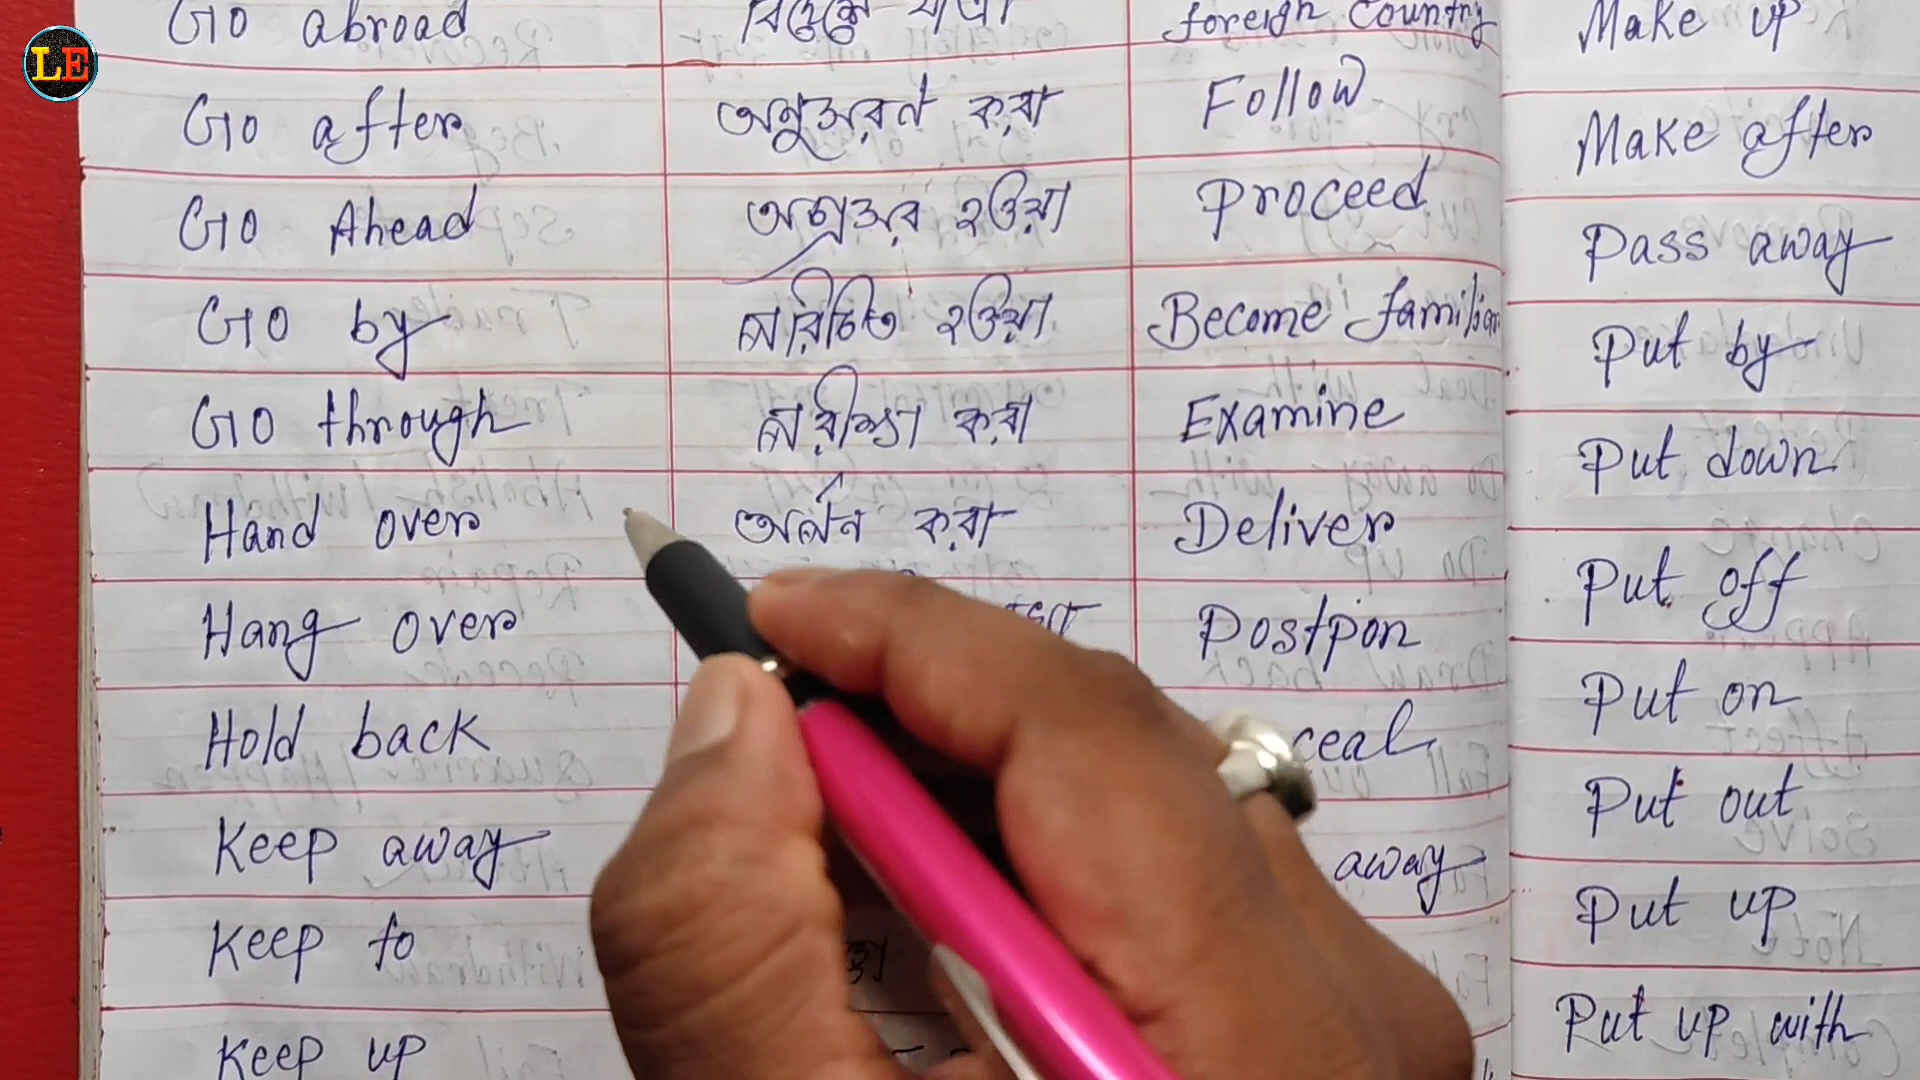 LE
Go abroad বিদেশে যাত্রা foreign country
Go after অনুসরণ করা Follow
Go Ahead অগ্রসর হওয়া Proceed
Go by পরিচিত হওয়া Become familiar
Go through পরীক্ষা করা Examine
Hand over অর্পন করা Deliver
Hang over Postpon
Hold back ceal
Keep away away
Keep to
Keep up
Make up
Make after
Pass away
Put by
Put down
Put off
Put on
Put out
Put up
Put up with